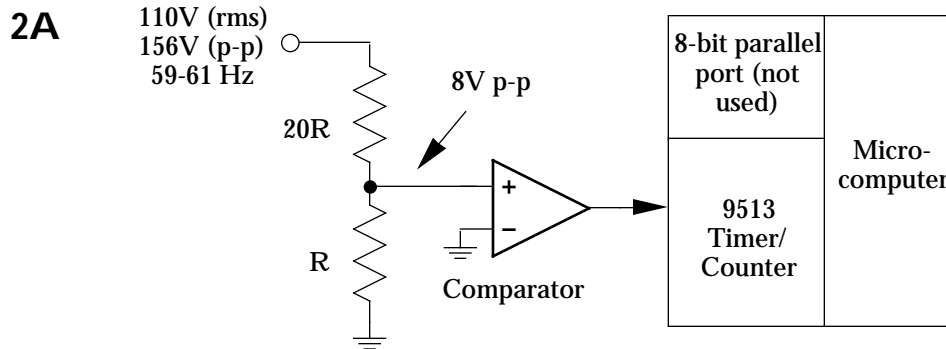 2A
110V (rms)
156V (p-p)
59-61 Hz
20R
R
8V p-p
+
–
Comparator
8-bit parallel
port (not
used)
9513
Timer/
Counter
Micro-
computer